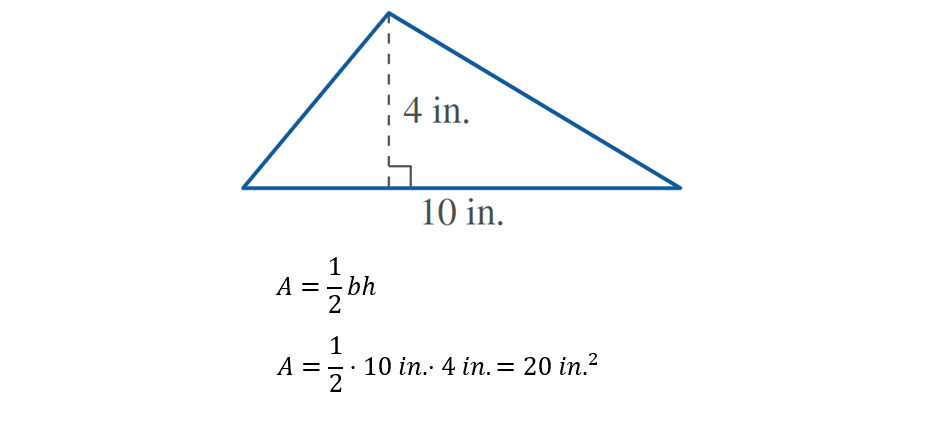 4 in.
10 in.
A = 1/2 bh
A = 1/2 · 10 in.· 4 in. = 20 in.²